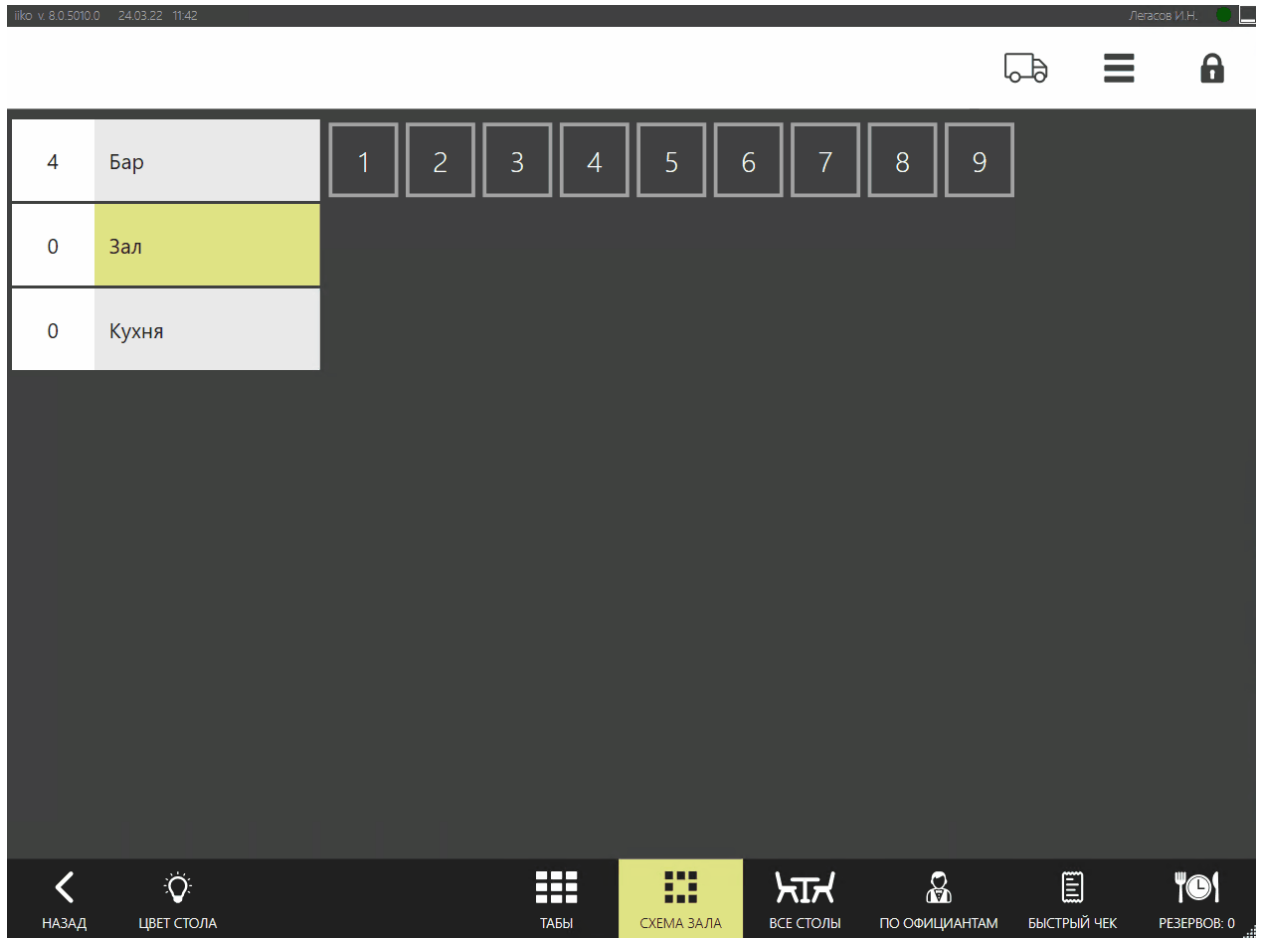 iiko v. 8.0.5010.0 24.03.22 11:42 Легасов И.Н.
4 Бар 1 2 3 4 5 6 7 8 9
0 Зал
0 Кухня
НАЗАД ЦВЕТ СТОЛА ТАБЫ СХЕМА ЗАЛА ВСЕ СТОЛЫ ПО ОФИЦИАНТАМ БЫСТРЫЙ ЧЕК РЕЗЕРВОВ: 0